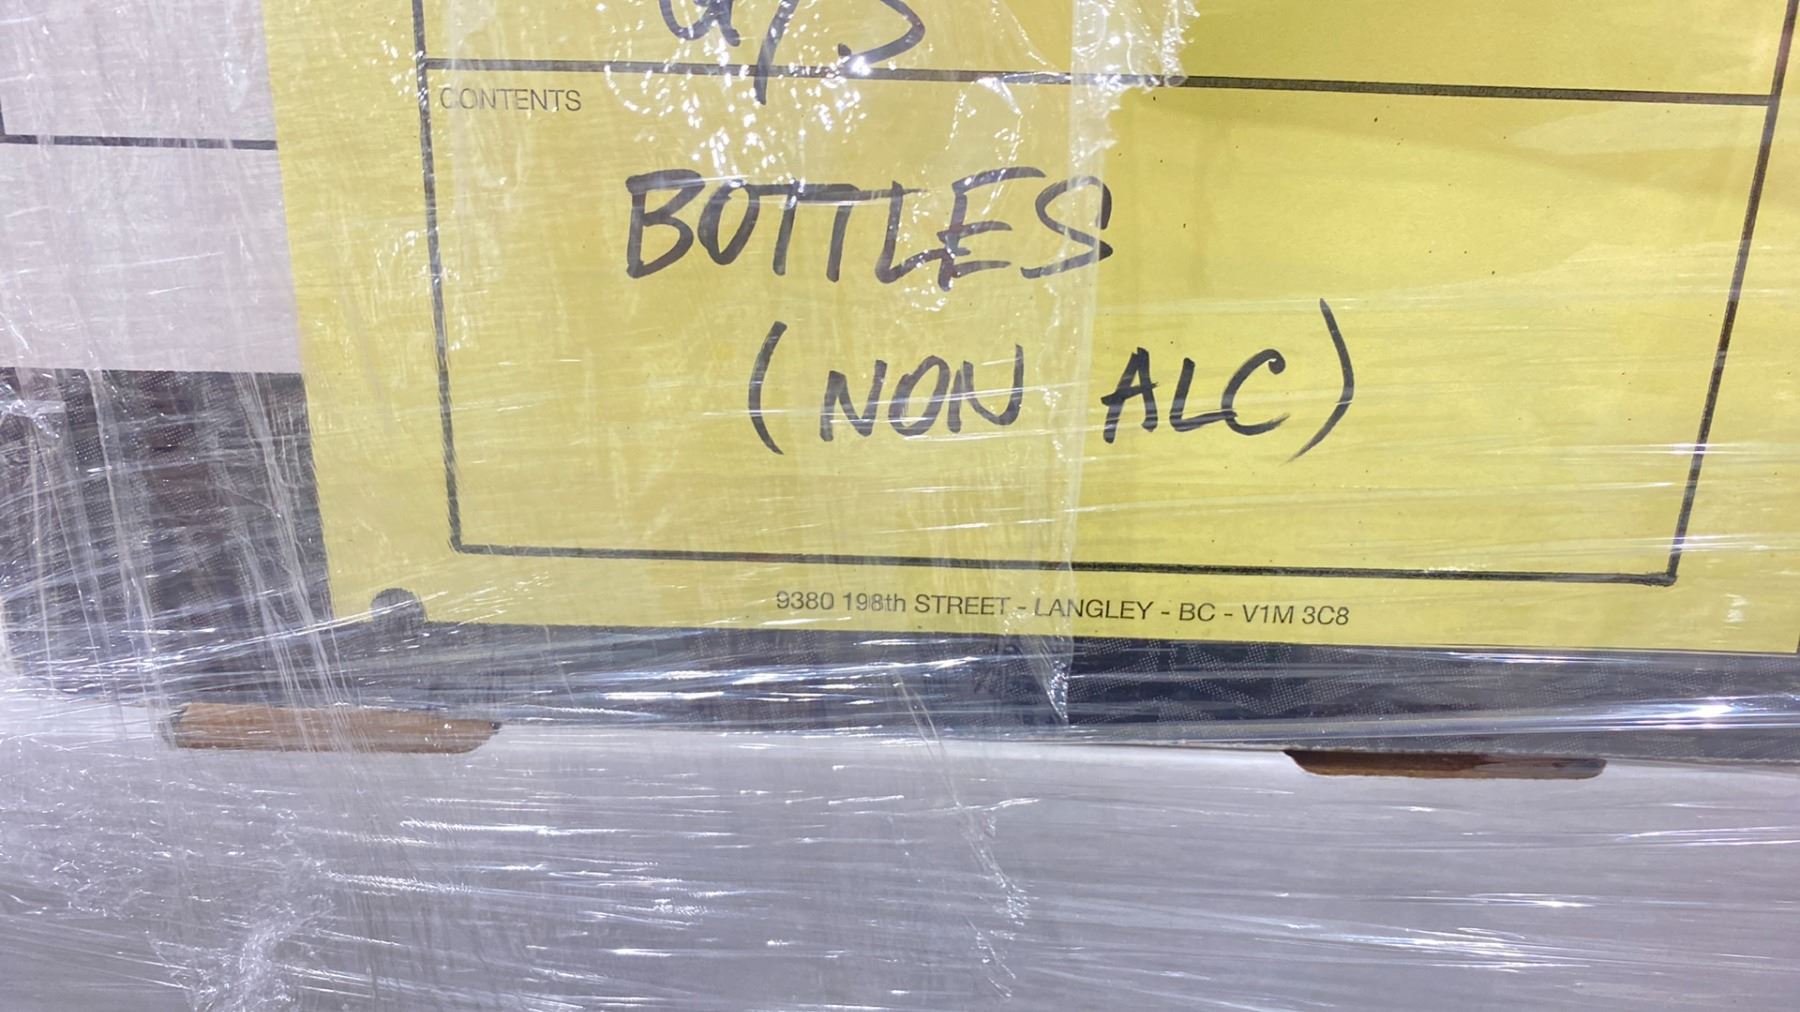 CONTENTS
BOTTLES
(NON ALC)
9380 198th STREET - LANGLEY - BC - V1M 3C8